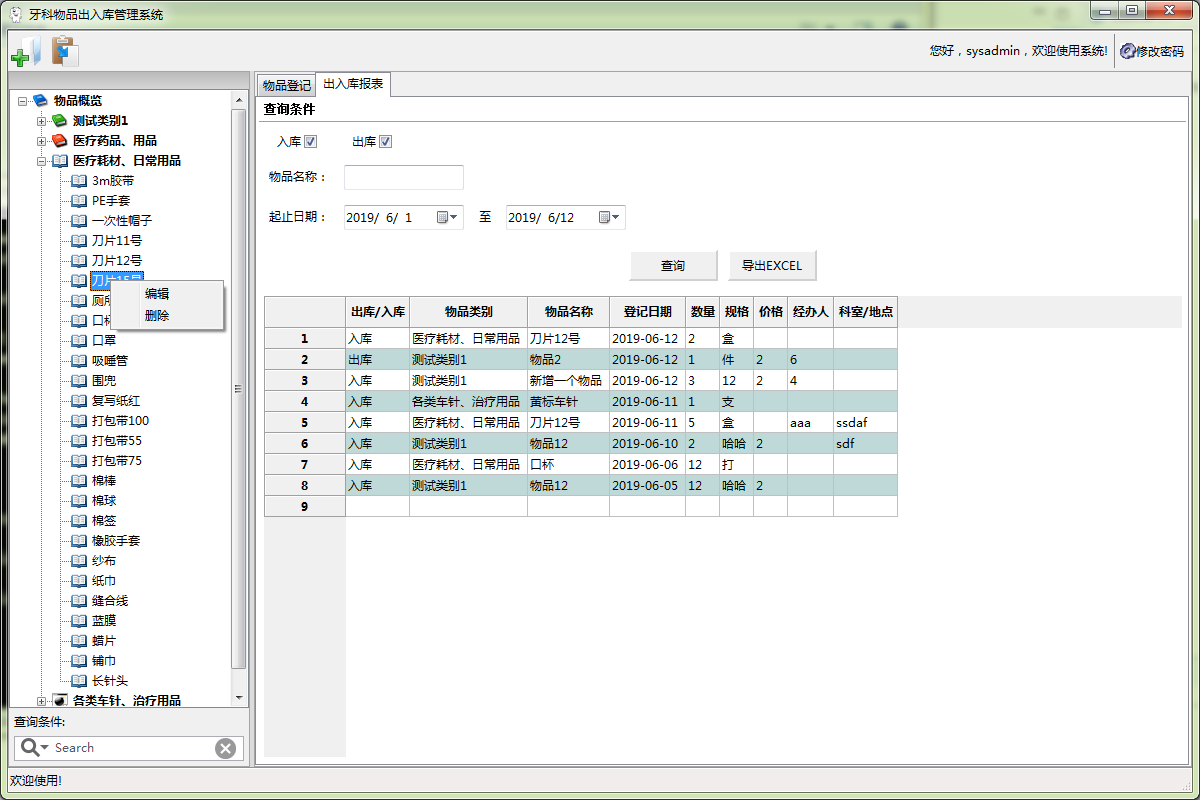 牙科物品出入库管理系统
您好，sysadmin，欢迎使用系统!
修改密码
物品概览
测试类别1
医疗药品、用品
医疗耗材、日常用品
3m胶带
PE手套
一次性帽子
刀片11号
刀片12号
刀片15号
编辑
删除
口罩
吸唾管
围兜
复写纸红
打包带100
打包带55
打包带75
棉棒
棉球
棉签
橡胶手套
纱布
纸巾
缝合线
蓝膜
蜡片
铺巾
长针头
各类车针、治疗用品
查询条件:
Search
物品登记 出入库报表
查询条件
入库 出库
物品名称：
起止日期： 2019/ 6/ 1 至 2019/ 6/12
查询 导出EXCEL
出库/入库 物品类别 物品名称 登记日期 数量 规格 价格 经办人 科室/地点
1 入库 医疗耗材、日常用品 刀片12号 2019-06-12 2 盒
2 出库 测试类别1 物品2 2019-06-12 1 件 2 6
3 入库 测试类别1 新增一个物品 2019-06-12 3 12 2 4
4 入库 各类车针、治疗用品 黄标车针 2019-06-11 1 支
5 入库 医疗耗材、日常用品 刀片12号 2019-06-11 5 盒 aaa ssdaf
6 入库 测试类别1 物品12 2019-06-10 2 哈哈 2 sdf
7 入库 医疗耗材、日常用品 口杯 2019-06-06 12 打
8 入库 测试类别1 物品12 2019-06-05 12 哈哈 2
9
欢迎使用!